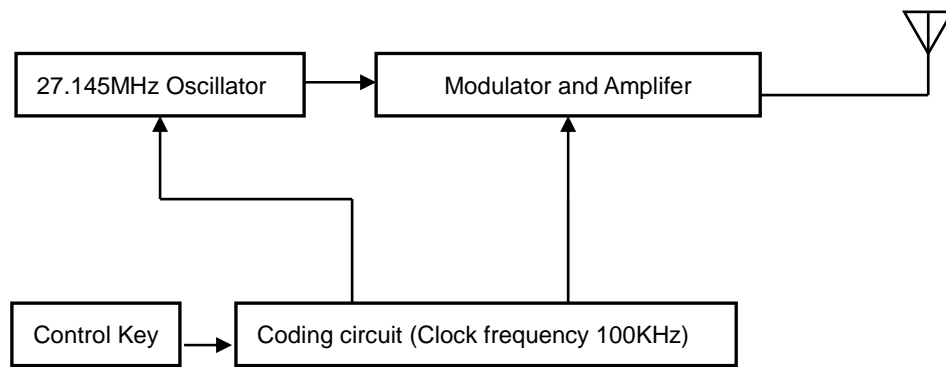 27.145MHz Oscillator
Modulator and Amplifer
Control Key
Coding circuit (Clock frequency 100KHz)